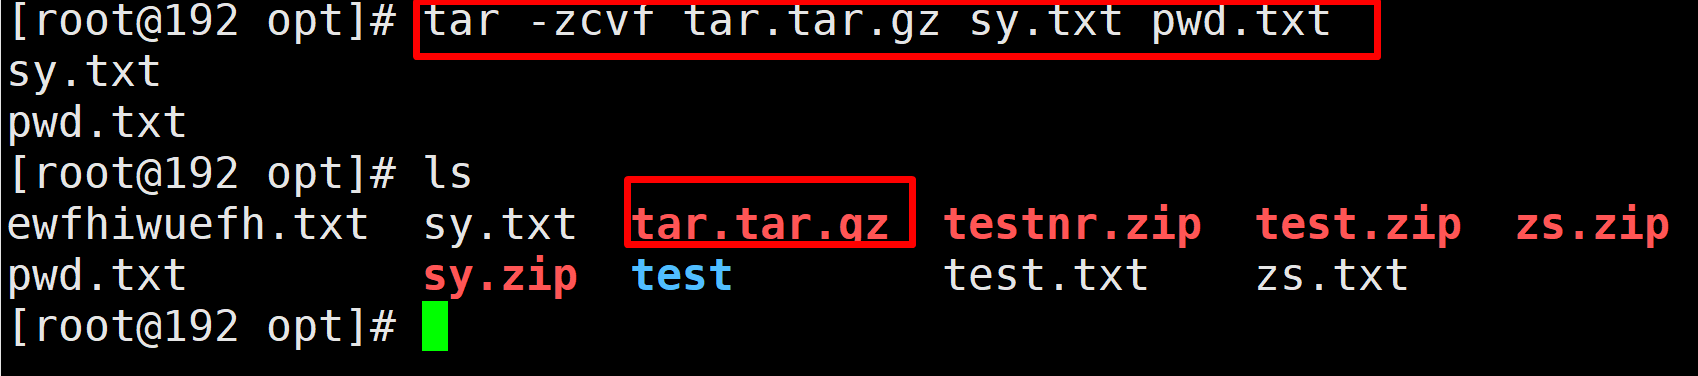 [root@192 opt]# tar -zcvf tar.tar.gz sy.txt pwd.txt
sy.txt
pwd.txt
[root@192 opt]# ls
ewfhiwuefh.txt  sy.txt  tar.tar.gz  testnr.zip  test.zip  zs.zip
pwd.txt         sy.zip  test        test.txt    zs.txt
[root@192 opt]#